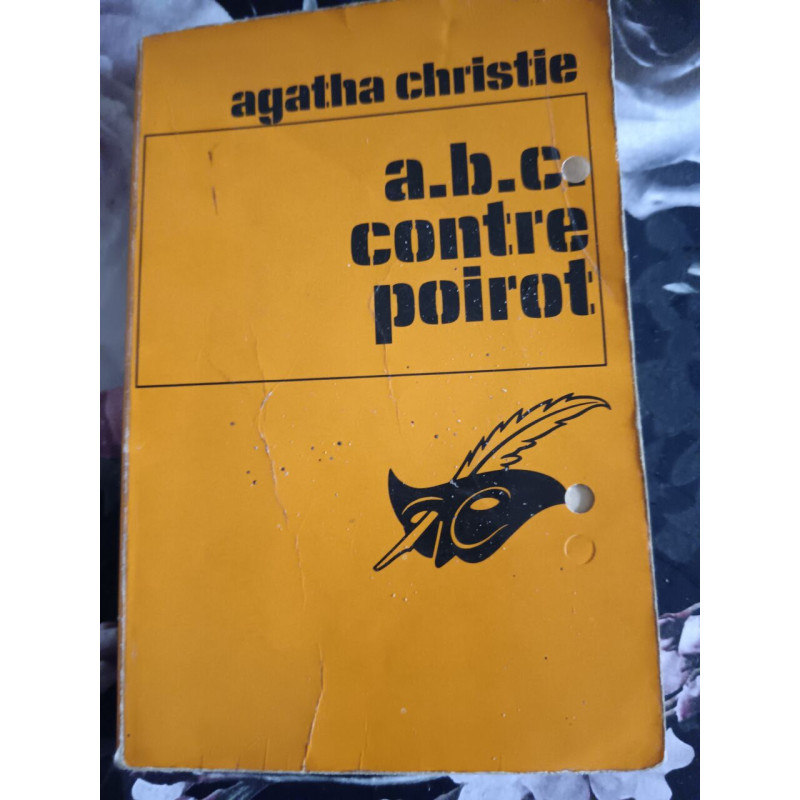 agatha christie
a.b.c.
contre
poirot